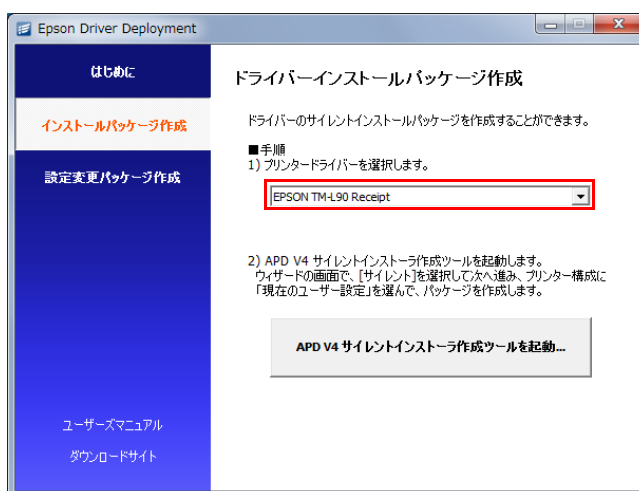 Epson Driver Deployment
はじめに
インストールパッケージ作成
設定変更パッケージ作成
ユーザーズマニュアル
ダウンロードサイト
ドライバーインストールパッケージ作成
ドライバーのサイレントインストールパッケージを作成することができます。
■手順
1) プリンタードライバーを選択します。
EPSON TM-L90 Receipt
2) APD V4 サイレントインストーラ作成ツールを起動します。
ウィザードの画面で、[サイレント]を選択して次へ進み、プリンター構成に
「現在のユーザー設定」を選んで、パッケージを作成します。
APD V4 サイレントインストーラ作成ツールを起動...